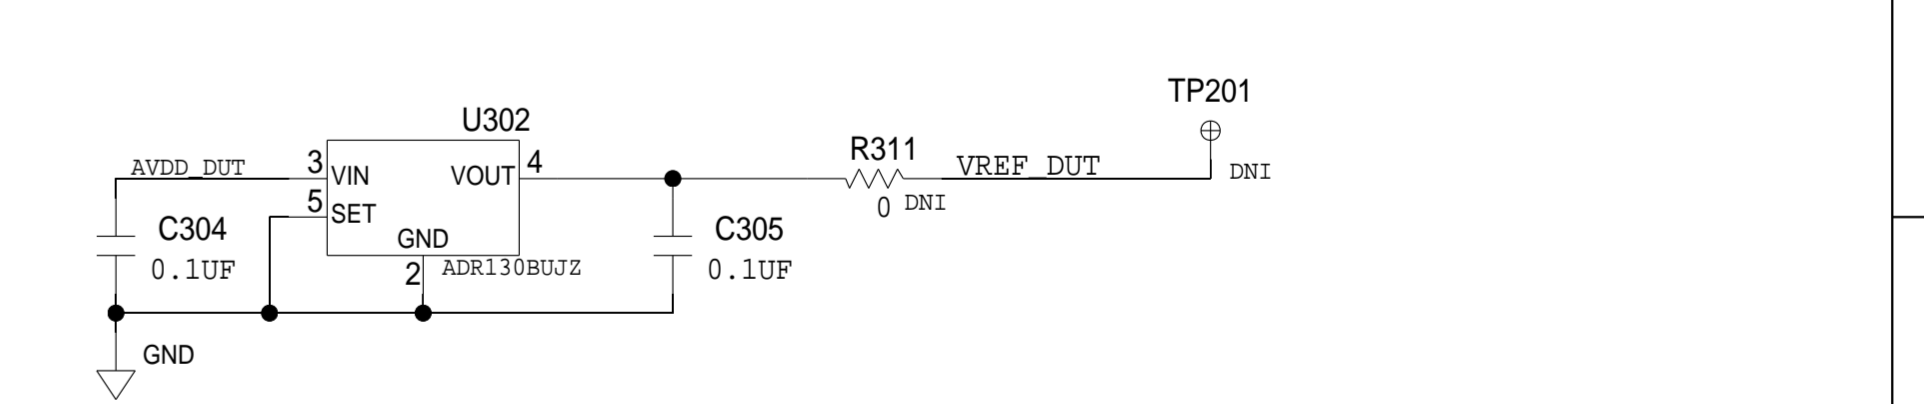 TP201
DNI
U302
AVDD_DUT
3
VIN
VOUT
4
5
SET
GND
2
ADR130BUJZ
C304
0.1UF
C305
0.1UF
R311
0
DNI
VREF_DUT
GND